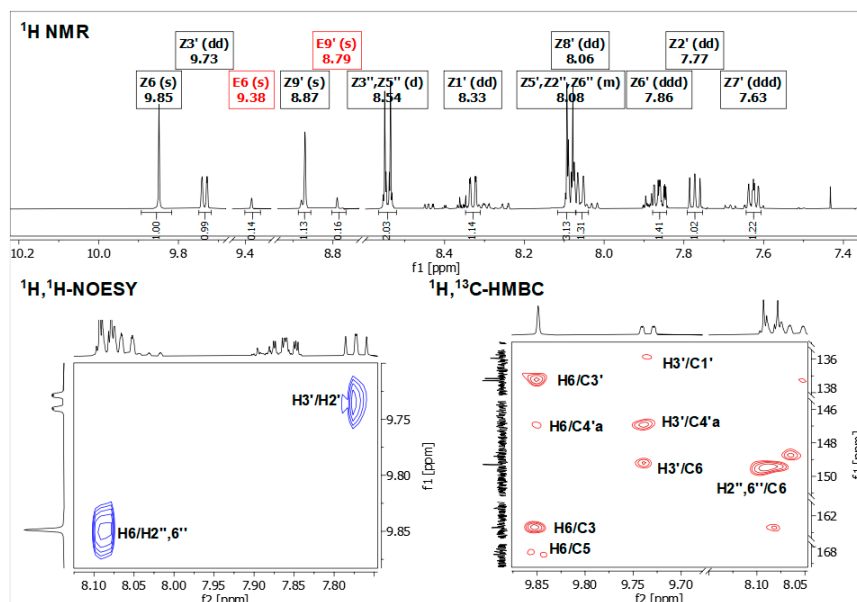 ¹H NMR
Z3' (dd)
9.73
E9' (s)
8.79
Z8' (dd)
8.06
Z2' (dd)
7.77
Z6 (s)
9.85
E6 (s)
9.38
Z9' (s)
8.87
Z3'',Z5'' (d)
8.54
Z1' (dd)
8.33
Z5',Z2'',Z6'' (m)
8.08
Z6' (ddd)
7.86
Z7' (ddd)
7.63
1.00
0.99
0.14
1.13
0.16
2.03
1.14
3.13
1.31
1.41
1.02
1.22
10.2 10.0 9.8 9.4 8.8 8.4 8.2 8.0 7.8 7.6 7.4
f1 [ppm]
¹H,¹H-NOESY
H3'/H2'
H6/H2'',6''
9.75
9.80
9.85
f1 [ppm]
8.10 8.05 8.00 7.95 7.90 7.85 7.80
f2 [ppm]
¹H,¹³C-HMBC
H3'/C1'
H6/C3'
H6/C4'a
H3'/C4'a
H3'/C6
H2'',6''/C6
H6/C3
H6/C5
136
138
146
148
150
162
168
f1 [ppm]
9.85 9.80 9.75 9.70 8.10 8.05
f2 [ppm]